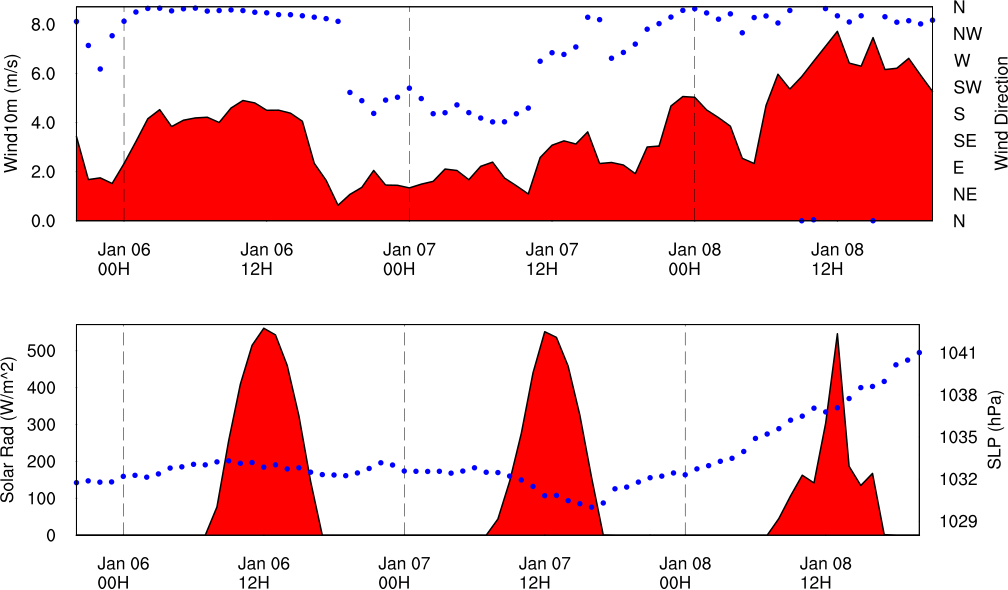 Wind10m (m/s)
8.0
6.0
4.0
2.0
0.0
N
NW
W
SW
S
SE
E
NE
N
Wind Direction
Jan 06 Jan 06 Jan 07 Jan 07 Jan 08 Jan 08
00H 12H 00H 12H 00H 12H
Solar Rad (W/m^2)
500
400
300
200
100
0
1041
1038
1035
1032
1029
SLP (hPa)
Jan 06 Jan 06 Jan 07 Jan 07 Jan 08 Jan 08
00H 12H 00H 12H 00H 12H